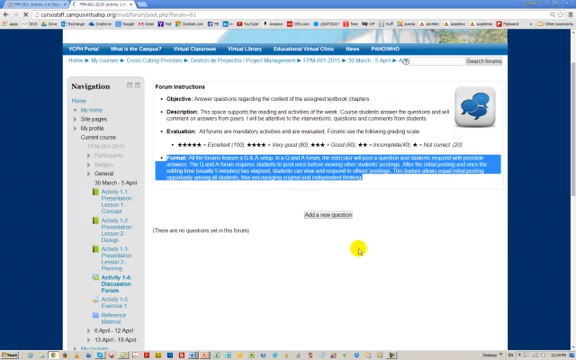 cursosstaff.campusvirtualsp.org/mod/forum/post.php?forum=61
VCPH Portal What is the Campus? Virtual Classroom Virtual Library Educational Virtual Clinic News PAHO/WHO
Home ▶ My courses ▶ Cross Cutting Priorities ▶ Gestión de Proyectos / Project Management ▶ FPM-001-2015 ▶ 30 March - 5 April ▶
Search forums
Navigation
Home
My home
Site pages
My profile
Current course
FPM-001-2015
Participants
Badges
General
30 March - 5 April
Activity 1-1
Presentation
Lesson 1 -
Concept
Activity 1-2
Presentation
Lesson 2 -
Design
Activity 1-3
Presentation
Lesson 3 -
Planning
Activity 1-4:
Discussion
Forum
Activity 1-5:
Exercise 1
Reference
Material
6 April - 12 April
13 April - 19 April
My courses
Forum Instructions
Objective: Answer questions regarding the content of the assigned textbook chapters
Description: This space supports the reading and activities of the week. Course students answer the questions and will
comment on answers from peers. I will be attentive to the interventions, questions and comments from students.
Evaluation: All forums are mandatory activities and are evaluated. Forums use the following grading scale:
★★★★★ = Excellent (100), ★★★★ = Very good (80), ★★★ = Good (60), ★★ = Incomplete(40) ★ = Not correct. (20)
Format: All the forums feature a Q & A setup. In a Q and A forum, the instructor will post a question and students respond with possible
answers. The Q and A forum requires students to post once before viewing other students' postings. After the initial posting and once the
editing time (usually 5 minutes) has elapsed, students can view and respond to others' postings. This feature allows equal initial posting
opportunity among all students, thus encouraging original and independent thinking.
Add a new question
(There are no questions yet in this forum)